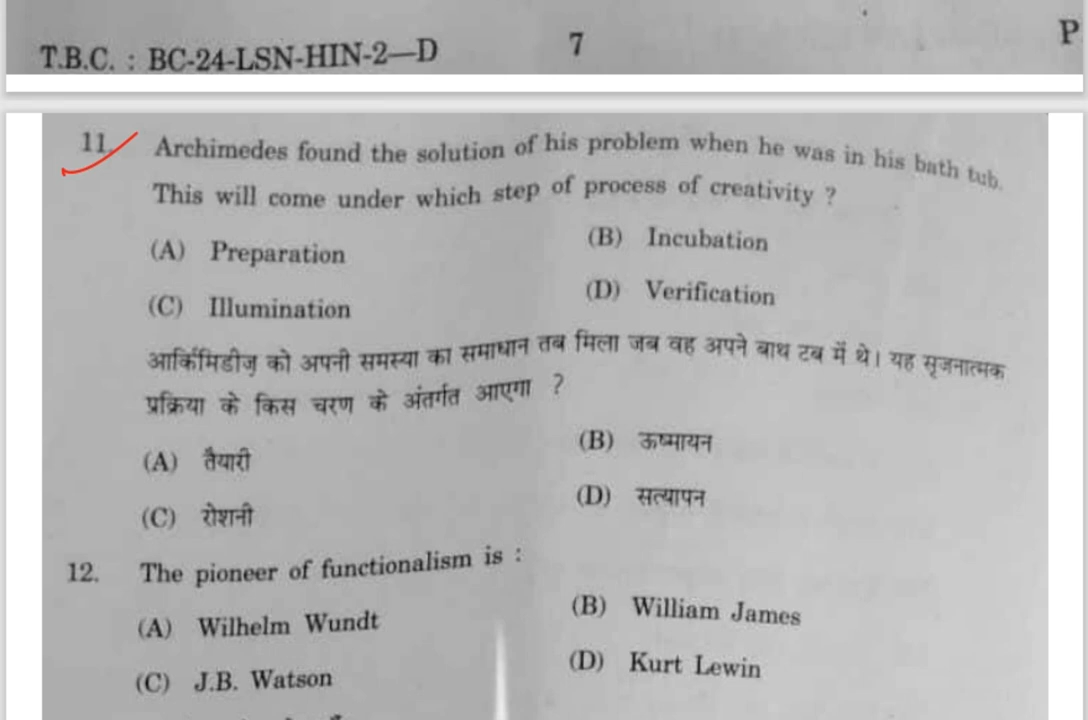 T.B.C. : BC-24-LSN-HIN-2—D 7 P
11. Archimedes found the solution of his problem when he was in his bath tub.
This will come under which step of process of creativity ?
(A) Preparation (B) Incubation
(C) Illumination (D) Verification
आर्किमिडीज़ को अपनी समस्या का समाधान तब मिला जब वह अपने बाथ टब में थे। यह सृजनात्मक
प्रक्रिया के किस चरण के अंतर्गत आएगा ?
(A) तैयारी (B) ऊष्मायन
(C) रोशनी (D) सत्यापन
12. The pioneer of functionalism is :
(A) Wilhelm Wundt (B) William James
(C) J.B. Watson (D) Kurt Lewin